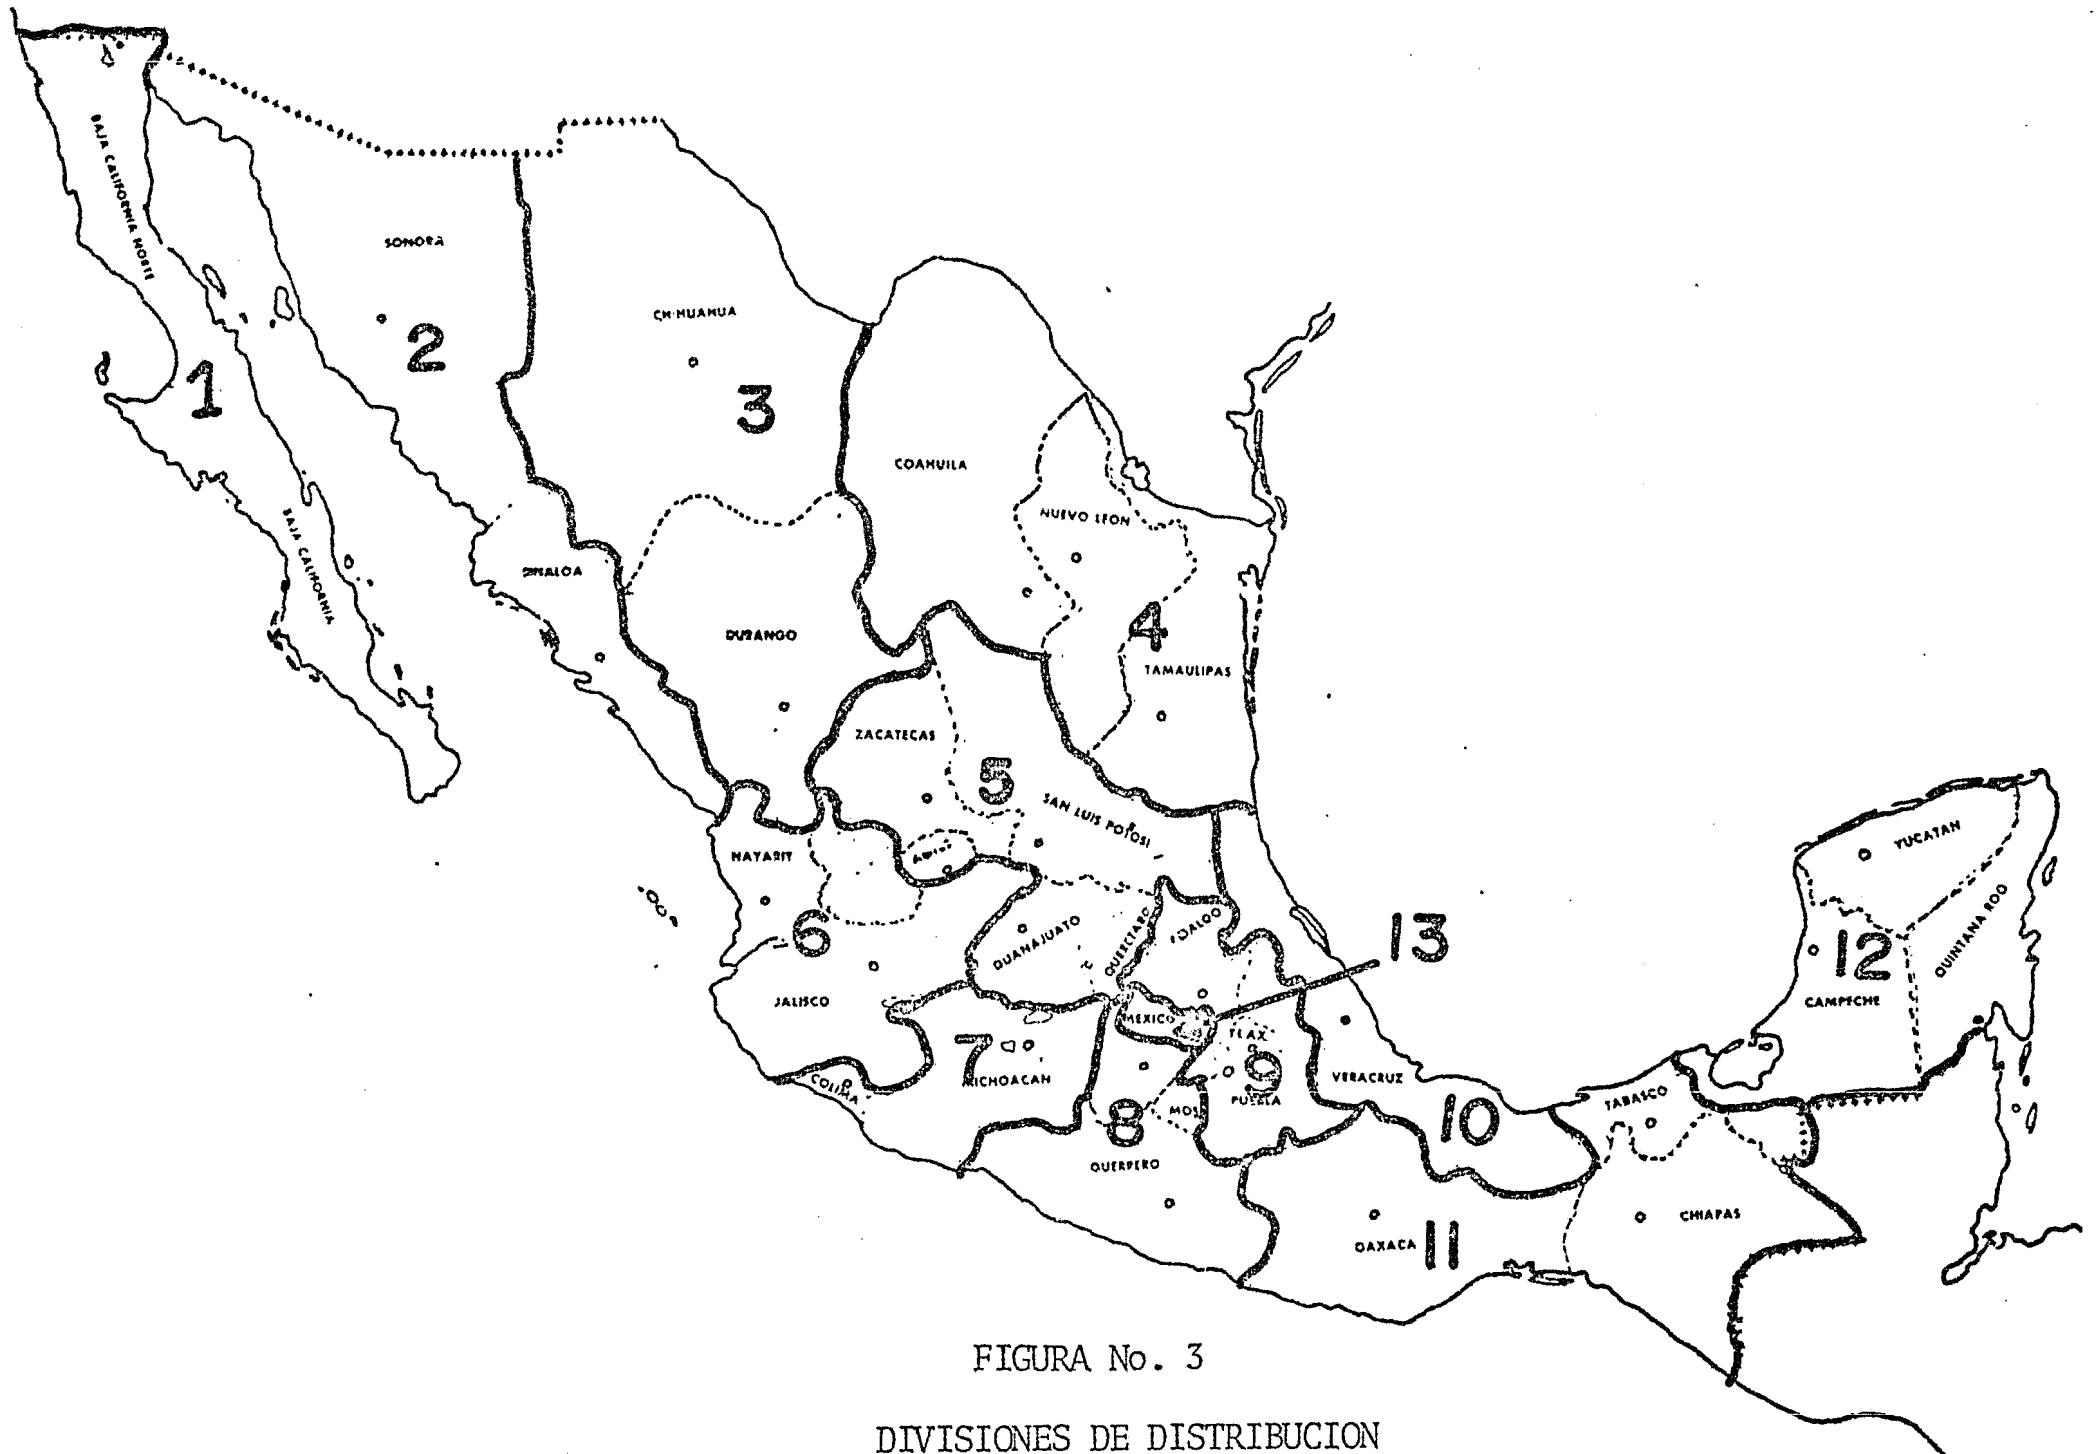 BAJA CALIFORNIA NORTE
SONORA
CHIHUAHUA
2
1
3
COAHUILA
NUEVO LEON
BAJA CALIFORNIA
SINALOA
DURANGO
4
TAMAULIPAS
ZACATECAS
5
SAN LUIS POTOSI
YUCATAN
NAYARIT
QUINTANA ROO
6
GUANAJUATO
QUERETARO
13
12
JALISCO
CAMPECHE
MEXICO
TLAX.
7
MICHOACAN
9
VERACRUZ
COLIMA
PUEBLA
TABASCO
8
MOR
10
GUERRERO
CHIAPAS
OAXACA
11
FIGURA No. 3
DIVISIONES DE DISTRIBUCION